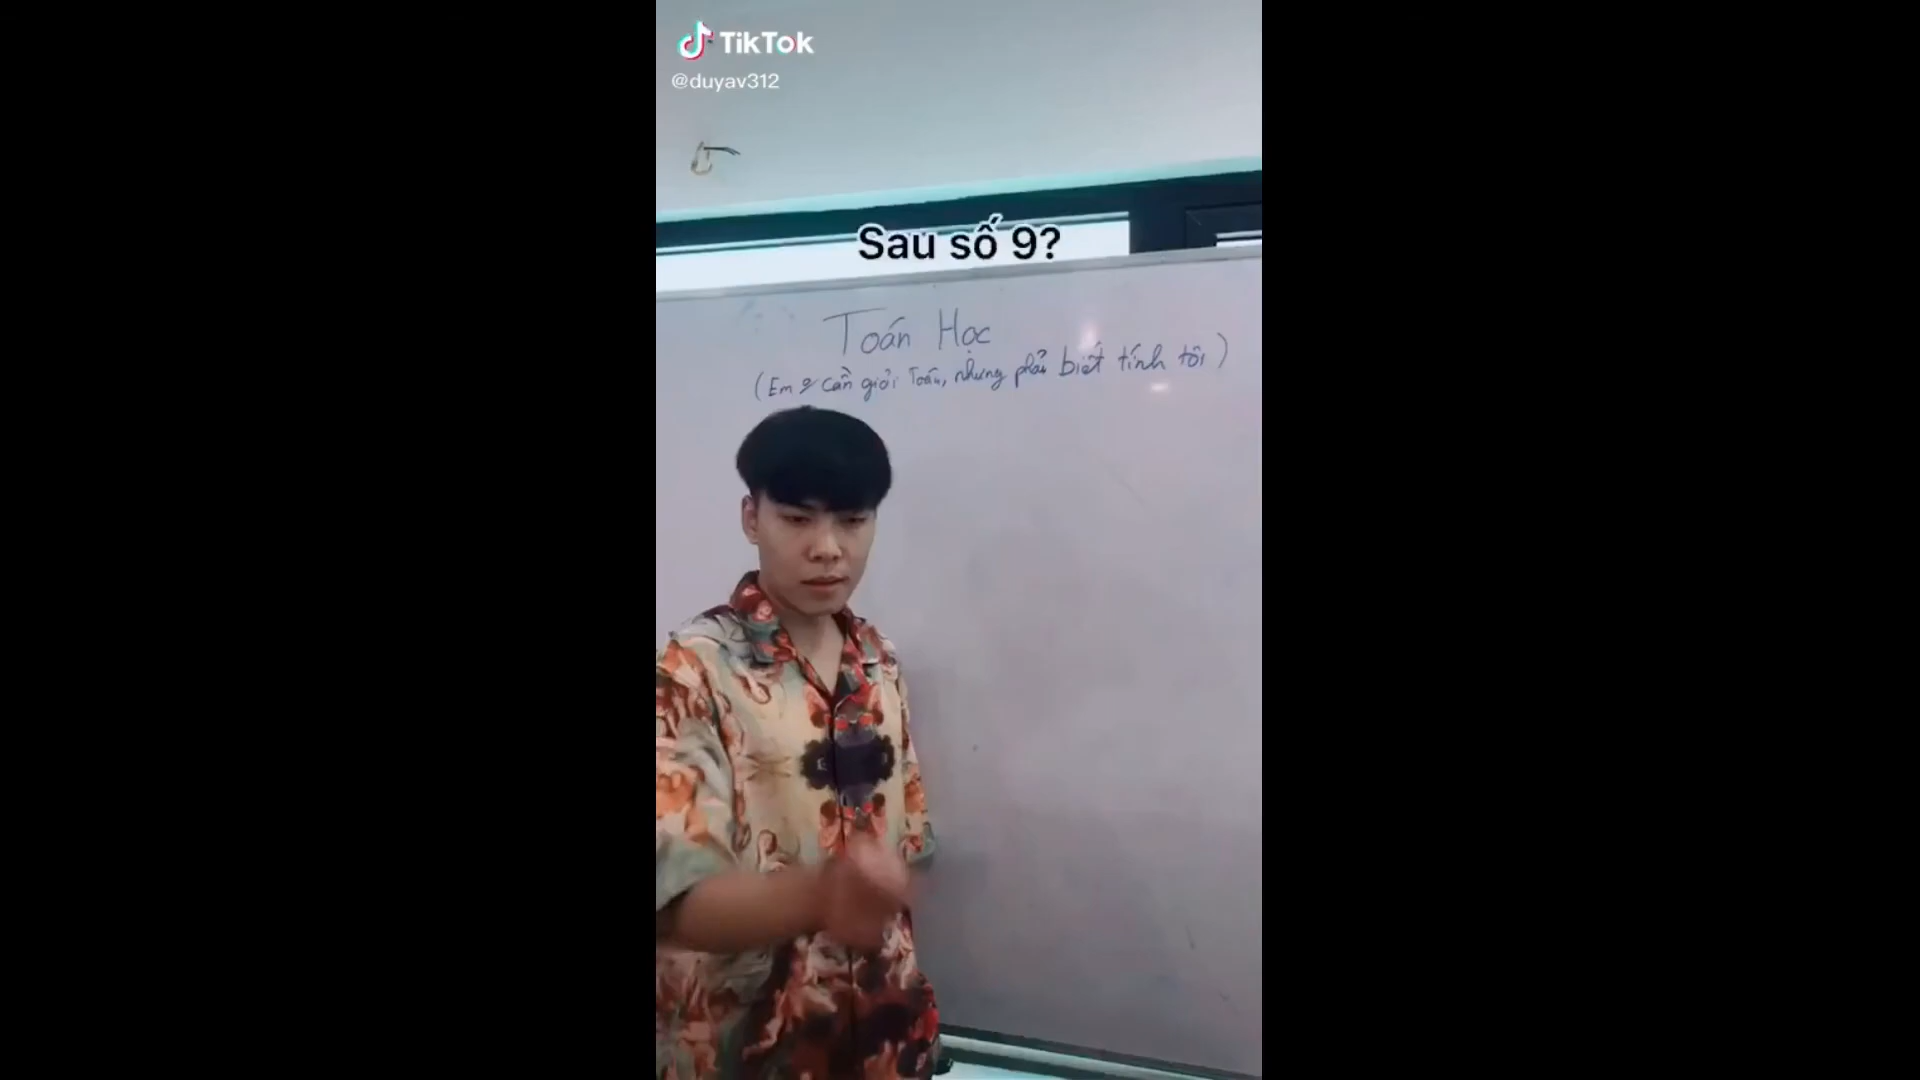 TikTok
@duyav312
Sau số 9?
Toán Học
(Em cần giỏi Toán, nhưng phải biết tính tôi)